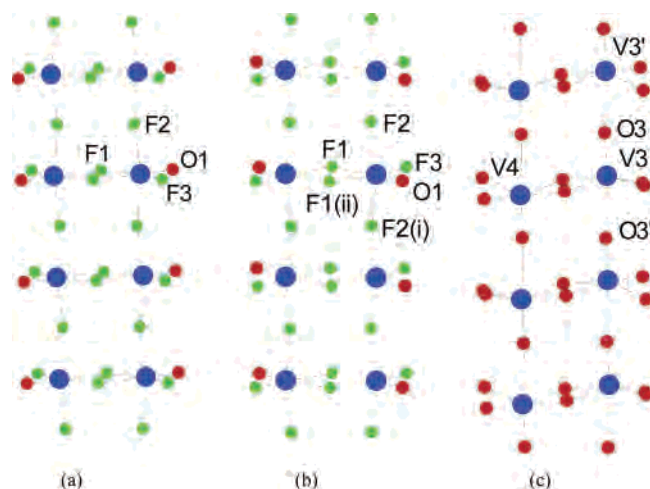 V3'
F2
O3
F1
O1
F3
F2
F1
F3
O1
F1(ii)
F2(i)
V4
V3
O3'
(a)
(b)
(c)